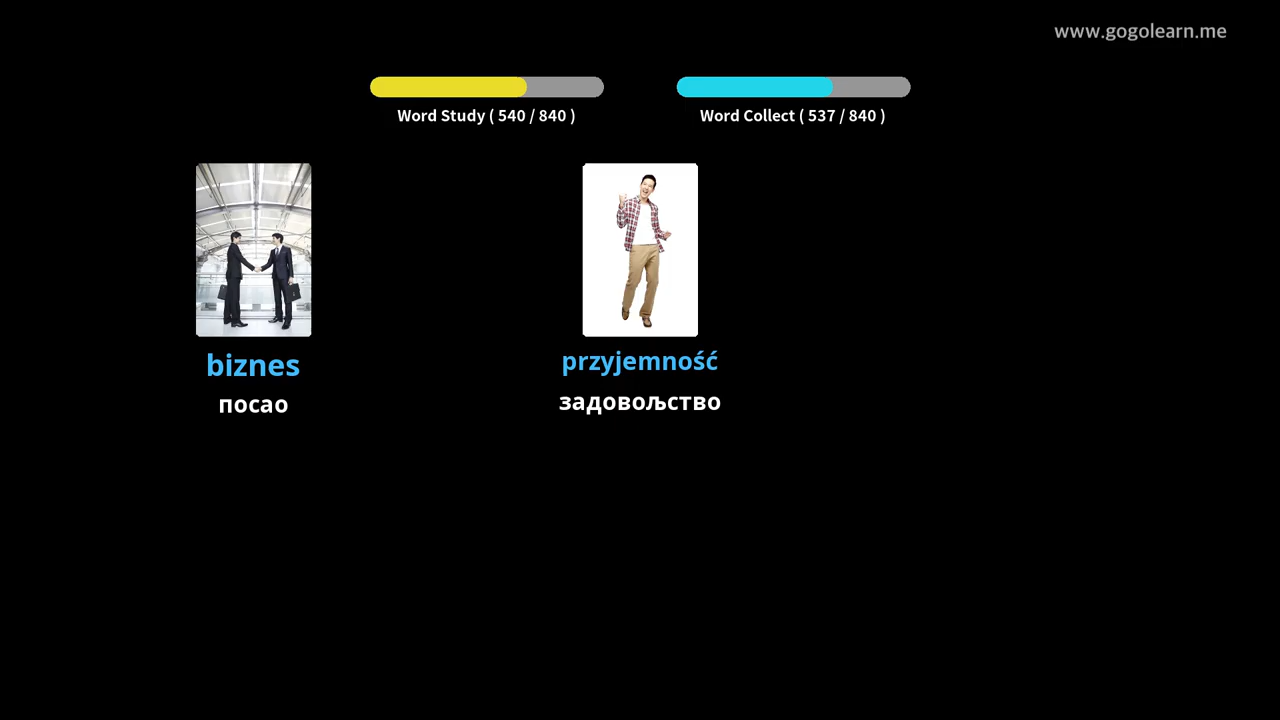 www.gogolearn.me
Word Study ( 540 / 840 )
Word Collect ( 537 / 840 )
biznes
посао
przyjemność
задовољство